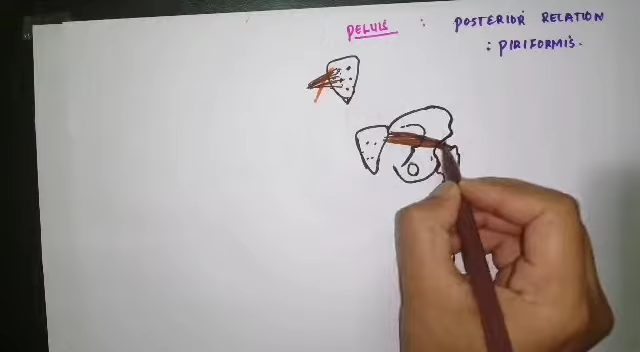 PELVIS : POSTERIOR RELATION
: PIRIFORMIS.